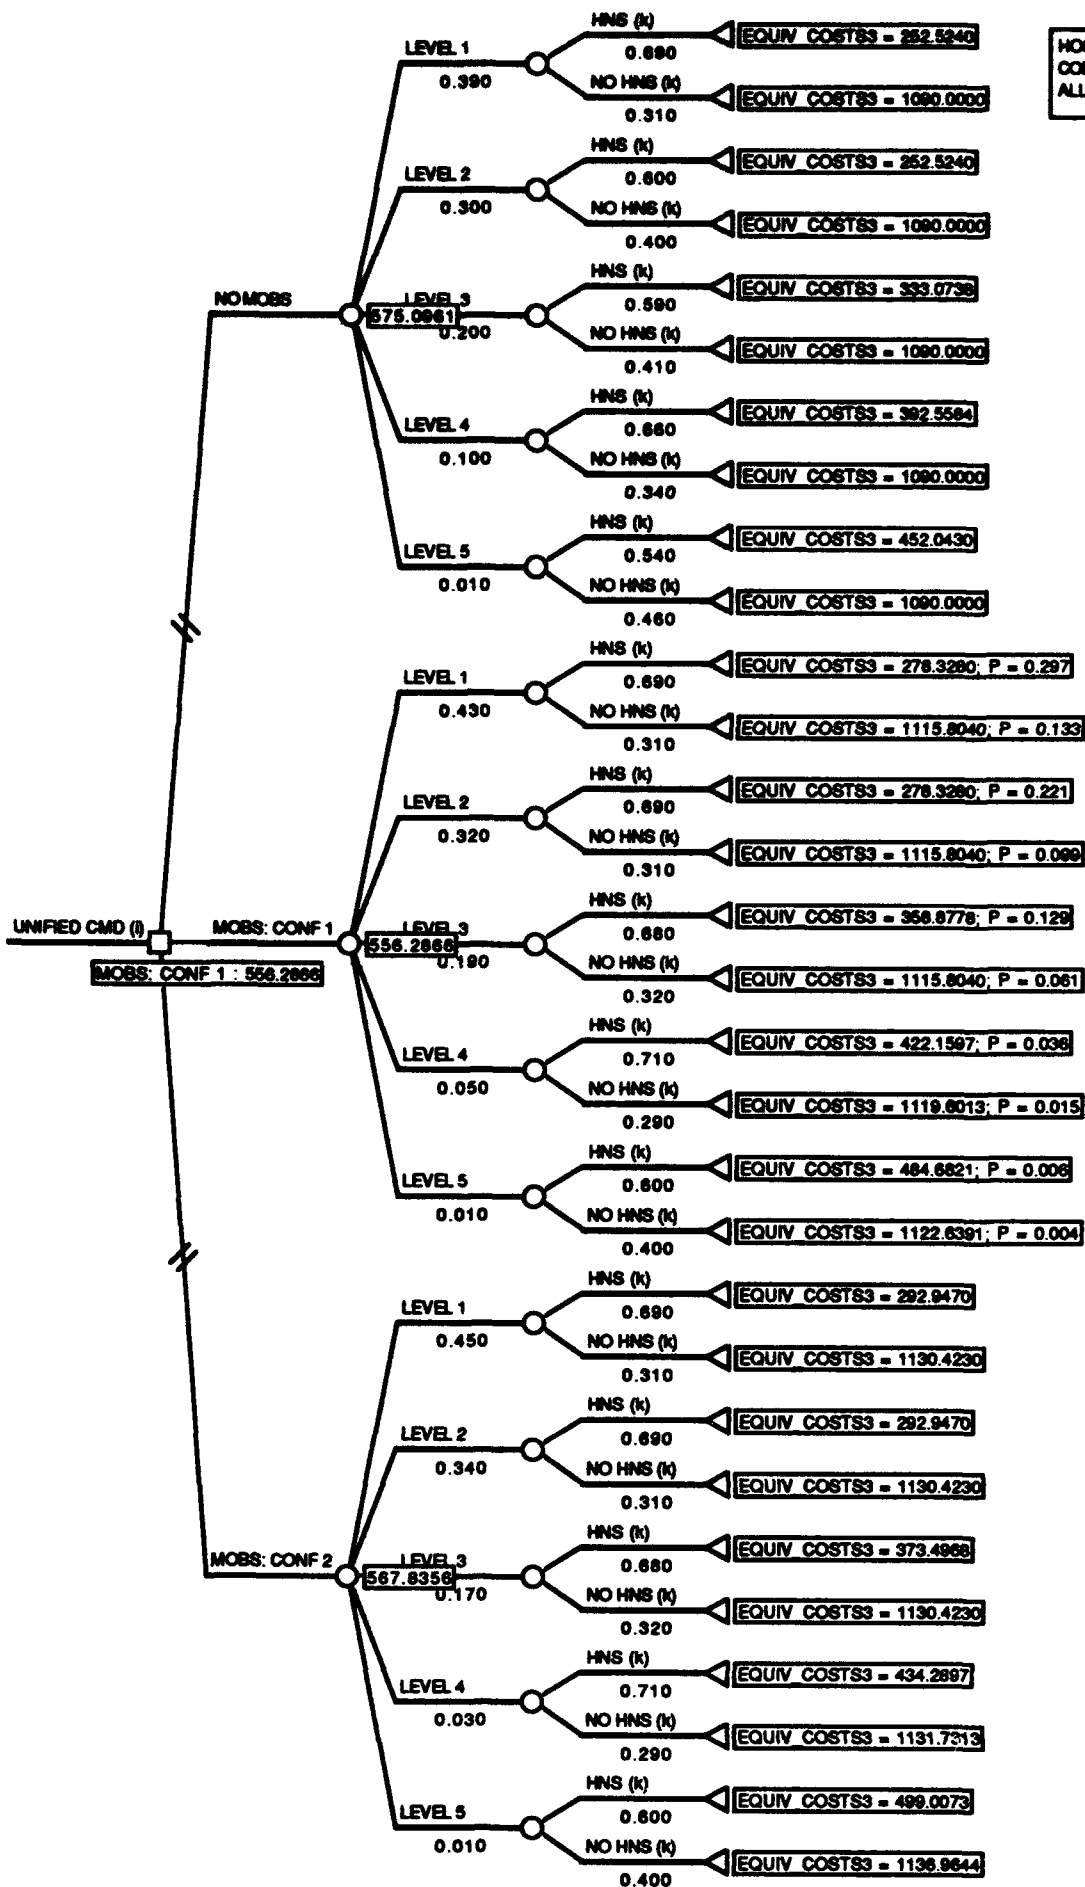 HNS (k)
EQUIV_COSTS3 = 252.5240
HO
LEVEL 1
0.690
CO
0.390
NO HNS (k)
EQUIV_COSTS3 = 1090.0000
ALL
0.310
HNS (k)
EQUIV_COSTS3 = 252.5240
LEVEL 2
0.600
0.300
NO HNS (k)
EQUIV_COSTS3 = 1090.0000
0.400
HNS (k)
EQUIV_COSTS3 = 333.0738
NO MOBS
LEVEL 3
0.590
575.0961
0.200
NO HNS (k)
EQUIV_COSTS3 = 1090.0000
0.410
HNS (k)
EQUIV_COSTS3 = 392.5584
LEVEL 4
0.660
0.100
NO HNS (k)
EQUIV_COSTS3 = 1090.0000
0.340
HNS (k)
EQUIV_COSTS3 = 452.0430
LEVEL 5
0.540
0.010
NO HNS (k)
EQUIV_COSTS3 = 1090.0000
0.460
HNS (k)
EQUIV_COSTS3 = 278.3280; P = 0.297
LEVEL 1
0.690
0.430
NO HNS (k)
EQUIV_COSTS3 = 1115.8040; P = 0.133
0.310
HNS (k)
EQUIV_COSTS3 = 278.3280; P = 0.221
LEVEL 2
0.690
0.320
NO HNS (k)
EQUIV_COSTS3 = 1115.8040; P = 0.099
0.310
HNS (k)
EQUIV_COSTS3 = 358.8778; P = 0.129
UNIFIED CMD (i)
MOBS: CONF 1
LEVEL 3
0.680
556.2866
0.190
MOBS: CONF 1 : 556.2866
NO HNS (k)
EQUIV_COSTS3 = 1115.8040; P = 0.061
0.320
HNS (k)
EQUIV_COSTS3 = 422.1597; P = 0.036
LEVEL 4
0.710
0.050
NO HNS (k)
EQUIV_COSTS3 = 1119.6013; P = 0.015
0.290
HNS (k)
EQUIV_COSTS3 = 484.6821; P = 0.006
LEVEL 5
0.600
0.010
NO HNS (k)
EQUIV_COSTS3 = 1122.6391; P = 0.004
0.400
HNS (k)
EQUIV_COSTS3 = 292.9470
LEVEL 1
0.690
0.450
NO HNS (k)
EQUIV_COSTS3 = 1130.4230
0.310
HNS (k)
EQUIV_COSTS3 = 292.9470
LEVEL 2
0.690
0.340
NO HNS (k)
EQUIV_COSTS3 = 1130.4230
0.310
HNS (k)
EQUIV_COSTS3 = 373.4968
MOBS: CONF 2
LEVEL 3
0.680
567.8356
0.170
NO HNS (k)
EQUIV_COSTS3 = 1130.4230
0.320
HNS (k)
EQUIV_COSTS3 = 434.2897
LEVEL 4
0.710
0.030
NO HNS (k)
EQUIV_COSTS3 = 1131.7313
0.290
HNS (k)
EQUIV_COSTS3 = 499.0073
LEVEL 5
0.600
0.010
NO HNS (k)
EQUIV_COSTS3 = 1136.9644
0.400